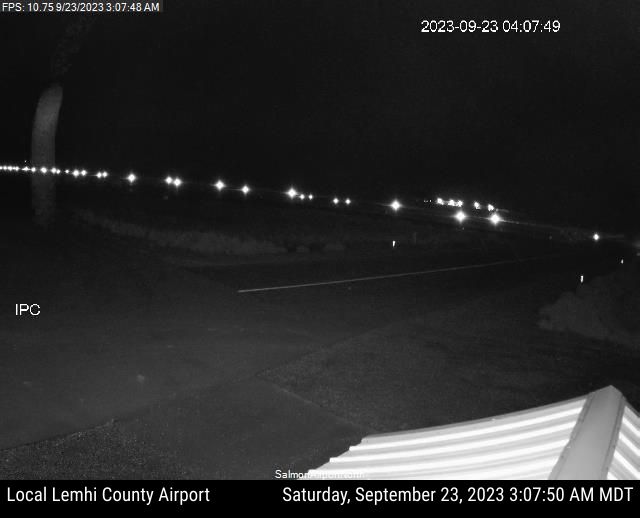 FPS: 10.75 9/23/2023 3:07:48 AM
2023-09-23 04:07:49
IPC
Local Lemhi County Airport
Saturday, September 23, 2023 3:07:50 AM MDT